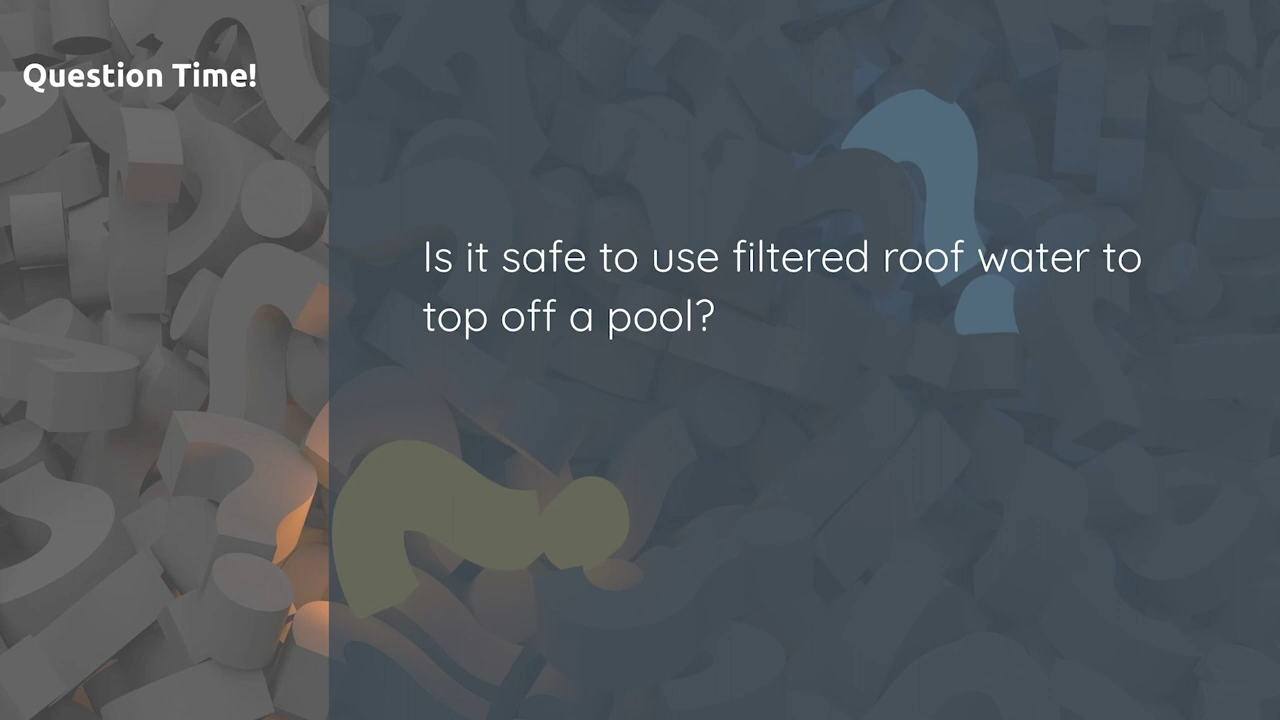 Question Time!
Is it safe to use filtered roof water to
top off a pool?